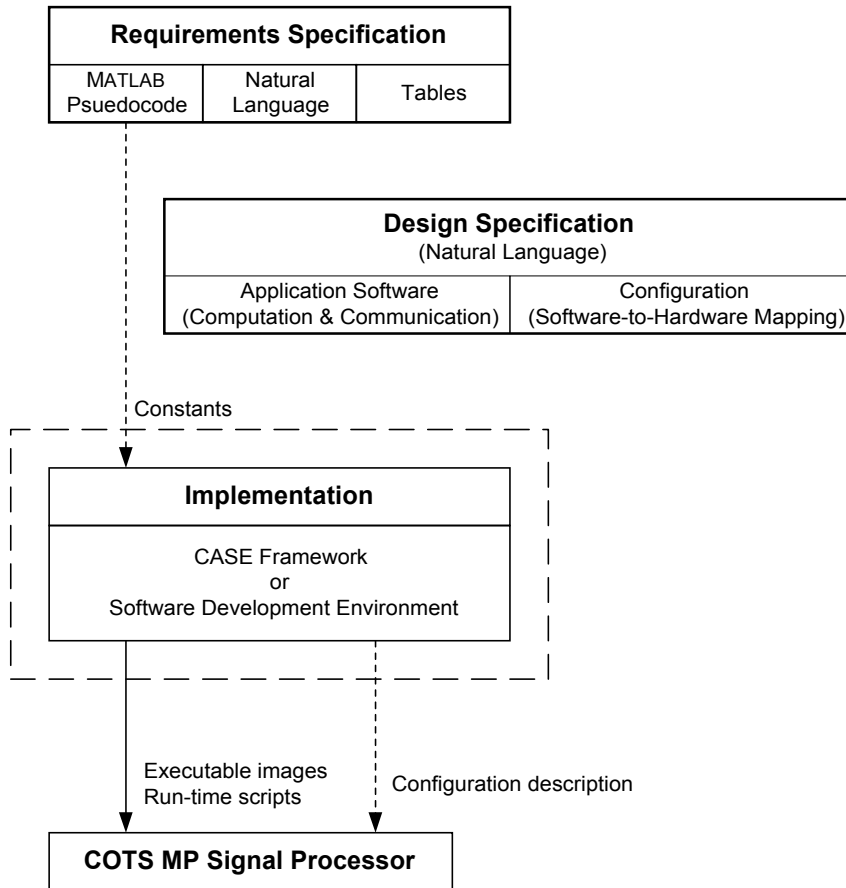 Requirements Specification
MATLAB
Psuedocode
Natural
Language
Tables
Design Specification
(Natural Language)
Application Software
(Computation & Communication)
Configuration
(Software-to-Hardware Mapping)
Constants
Implementation
CASE Framework
or
Software Development Environment
Executable images
Run-time scripts
Configuration description
COTS MP Signal Processor